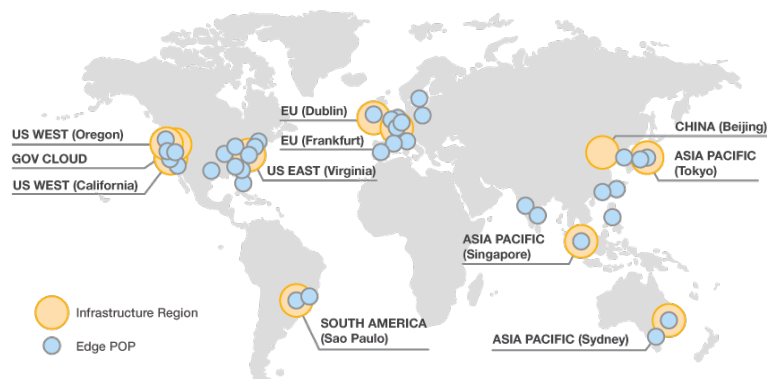 US WEST (Oregon)
GOV CLOUD
US WEST (California)
EU (Dublin)
EU (Frankfurt)
US EAST (Virginia)
CHINA (Beijing)
ASIA PACIFIC
(Tokyo)
ASIA PACIFIC
(Singapore)
SOUTH AMERICA
(Sao Paulo)
ASIA PACIFIC (Sydney)
Infrastructure Region
Edge POP